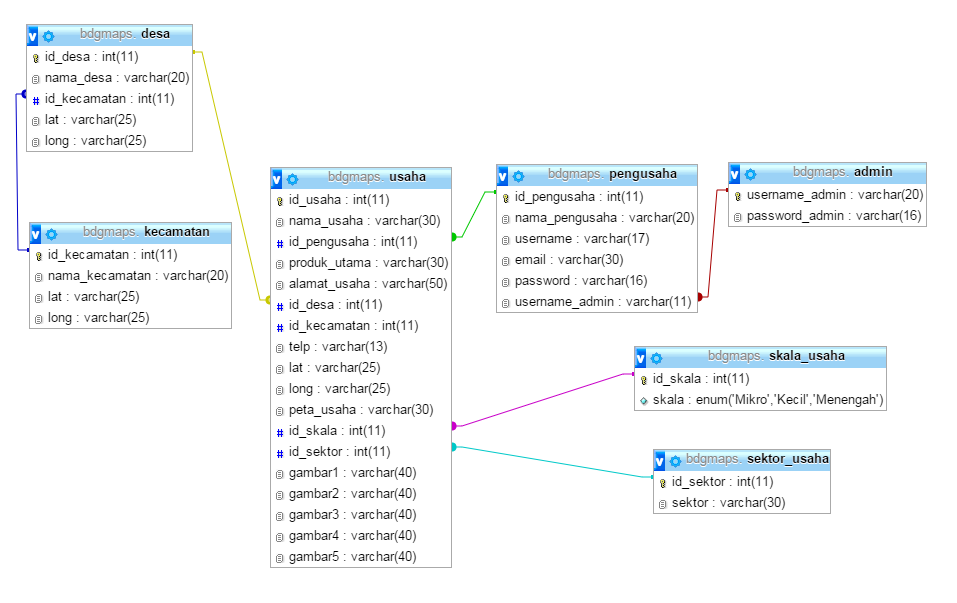 v bdgmaps. desa
id_desa : int(11)
nama_desa : varchar(20)
# id_kecamatan : int(11)
lat : varchar(25)
long : varchar(25)
v bdgmaps. kecamatan
id_kecamatan : int(11)
nama_kecamatan : varchar(20)
lat : varchar(25)
long : varchar(25)
v bdgmaps. usaha
id_usaha : int(11)
nama_usaha : varchar(30)
# id_pengusaha : int(11)
produk_utama : varchar(30)
alamat_usaha : varchar(50)
# id_desa : int(11)
# id_kecamatan : int(11)
telp : varchar(13)
lat : varchar(25)
long : varchar(25)
peta_usaha : varchar(30)
# id_skala : int(11)
# id_sektor : int(11)
gambar1 : varchar(40)
gambar2 : varchar(40)
gambar3 : varchar(40)
gambar4 : varchar(40)
gambar5 : varchar(40)
v bdgmaps. pengusaha
id_pengusaha : int(11)
nama_pengusaha : varchar(20)
username : varchar(17)
email : varchar(30)
password : varchar(16)
username_admin : varchar(11)
v bdgmaps. admin
username_admin : varchar(20)
password_admin : varchar(16)
v bdgmaps. skala_usaha
id_skala : int(11)
skala : enum('Mikro','Kecil','Menengah')
v bdgmaps. sektor_usaha
id_sektor : int(11)
sektor : varchar(30)